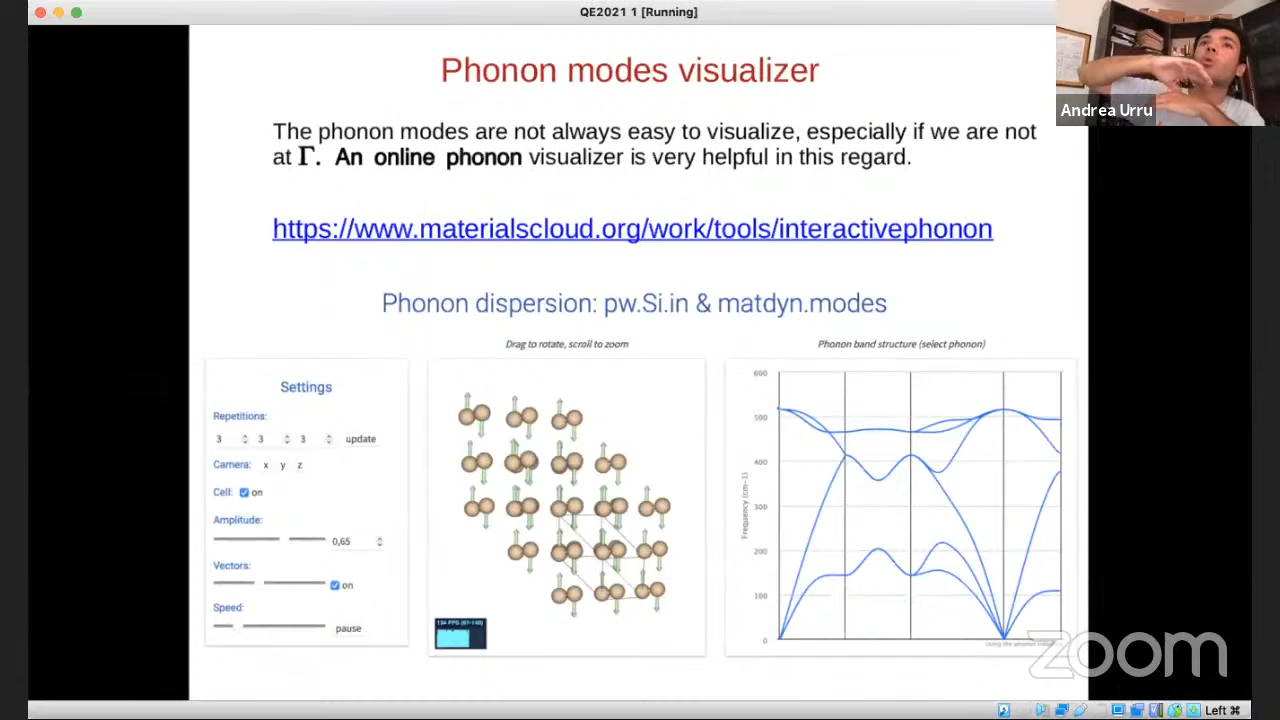 QE2021 1 [Running]
Andrea Urru
Phonon modes visualizer
The phonon modes are not always easy to visualize, especially if we are not
at Γ. An online phonon visualizer is very helpful in this regard.
https://www.materialscloud.org/work/tools/interactivephonon
Phonon dispersion: pw.Si.in & matdyn.modes
Drag to rotate, scroll to zoom
Phonon band structure (select phonon)
Settings
Repetitions:
3 3 3 update
Camera: x y z
Cell: on
Amplitude:
0,65
Vectors:
on
Speed:
pause
600
500
400
300
200
100
0
Frequency (cm-1)
zoom
Left ⌘